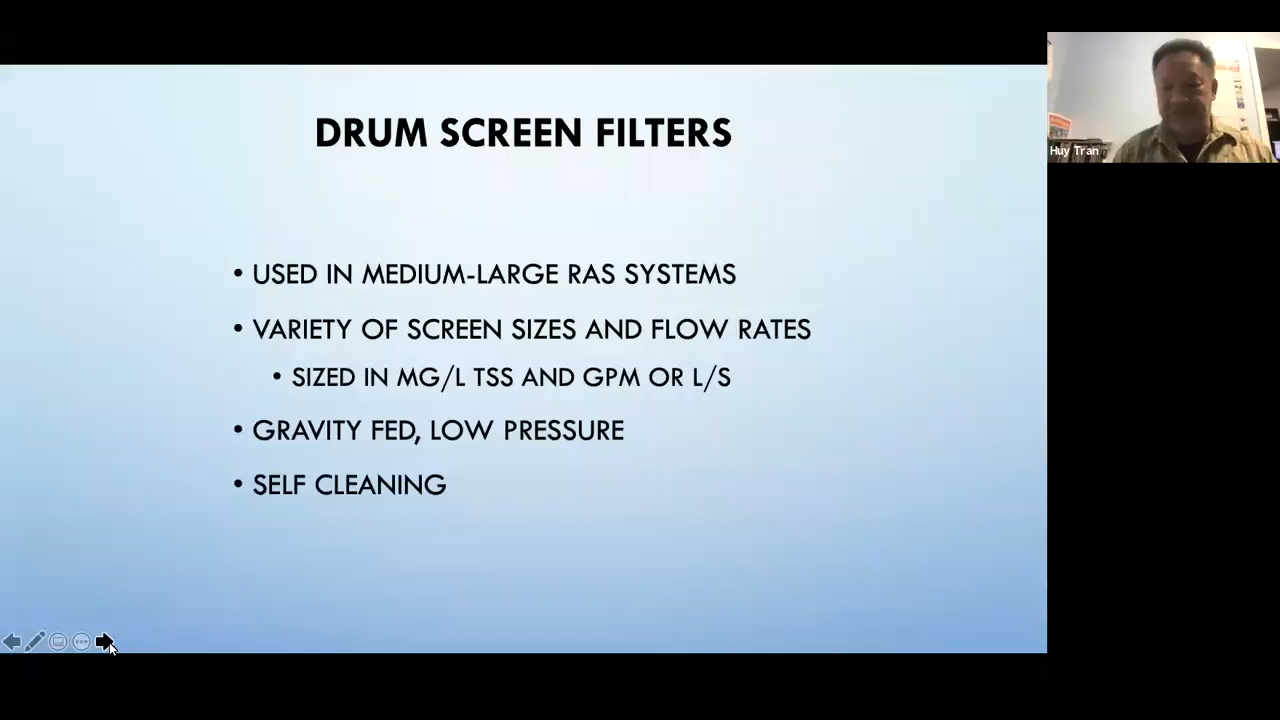 DRUM SCREEN FILTERS
• USED IN MEDIUM-LARGE RAS SYSTEMS
• VARIETY OF SCREEN SIZES AND FLOW RATES
• SIZED IN MG/L TSS AND GPM OR L/S
• GRAVITY FED, LOW PRESSURE
• SELF CLEANING
Huy Tran